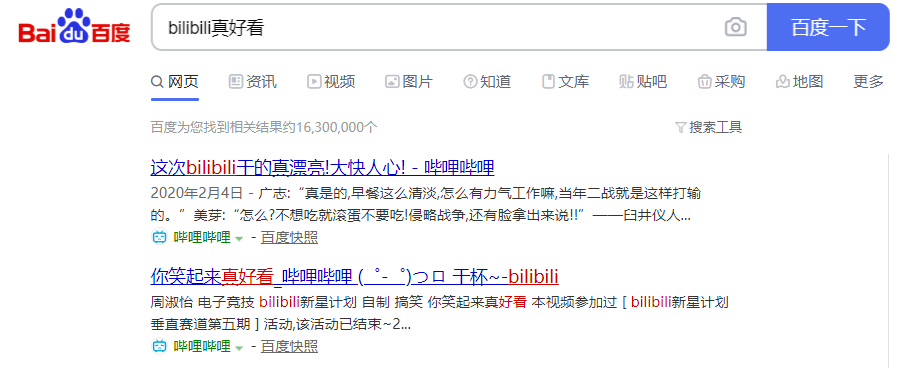 Bai du 百度 bilibili真好看 百度一下
网页 资讯 视频 图片 知道 文库 贴吧 采购 地图 更多
百度为您找到相关结果约16,300,000个 搜索工具
这次bilibili干的真漂亮!大快人心! - 哔哩哔哩
2020年2月4日 - 广志:“真是的,早餐这么清淡,怎么有力气工作嘛,当年二战就是这样打输
的。”美芽:“怎么?不想吃就滚蛋不要吃!侵略战争,还有脸拿出来说!!”——臼井仪人...
哔哩哔哩 - 百度快照
你笑起来真好看_哔哩哔哩 (゜-゜)つロ 干杯~-bilibili
周淑怡 电子竞技 bilibili新星计划 自制 搞笑 你笑起来真好看 本视频参加过 [ bilibili新星计划
垂直赛道第五期 ] 活动,该活动已结束~2...
哔哩哔哩 - 百度快照